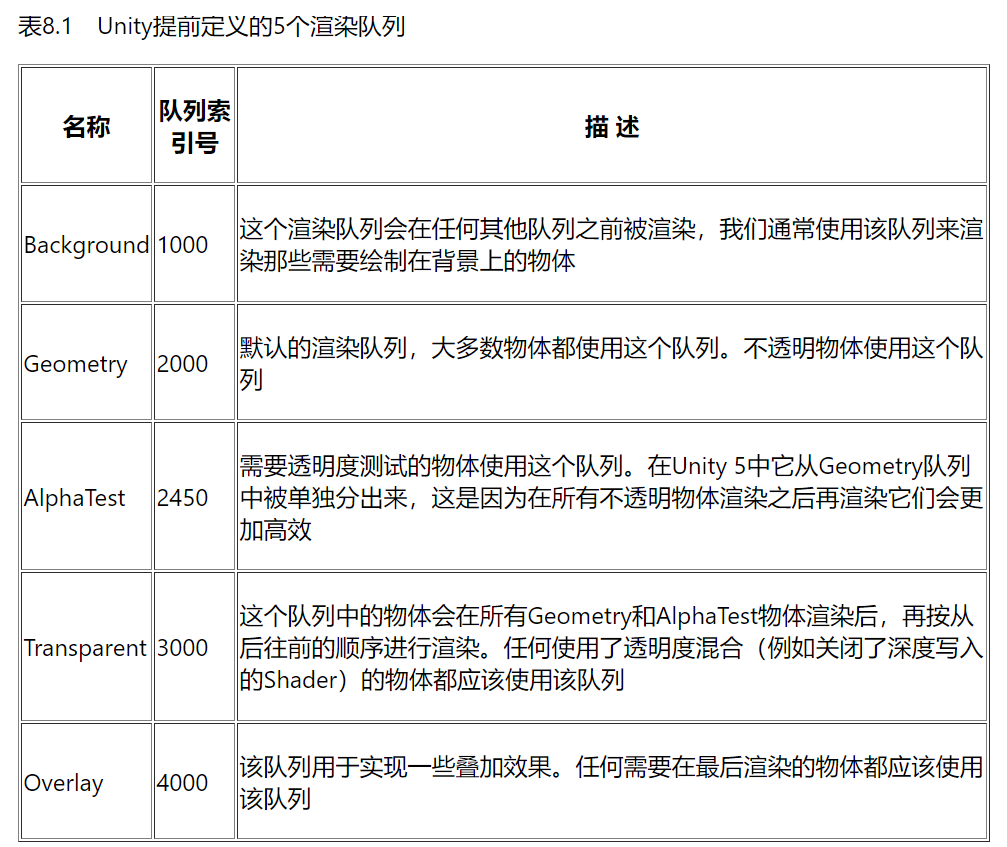 表8.1 Unity提前定义的5个渲染队列
名称
队列索
引号
描 述
Background
1000
这个渲染队列会在任何其他队列之前被渲染，我们通常使用该队列来渲
染那些需要绘制在背景上的物体
Geometry
2000
默认的渲染队列，大多数物体都使用这个队列。不透明物体使用这个队
列
AlphaTest
2450
需要透明度测试的物体使用这个队列。在Unity 5中它从Geometry队列
中被单独分出来，这是因为在所有不透明物体渲染之后再渲染它们会更
加高效
Transparent
3000
这个队列中的物体会在所有Geometry和AlphaTest物体渲染后，再按从
后往前的顺序进行渲染。任何使用了透明度混合（例如关闭了深度写入
的Shader）的物体都应该使用该队列
Overlay
4000
该队列用于实现一些叠加效果。任何需要在最后渲染的物体都应该使用
该队列